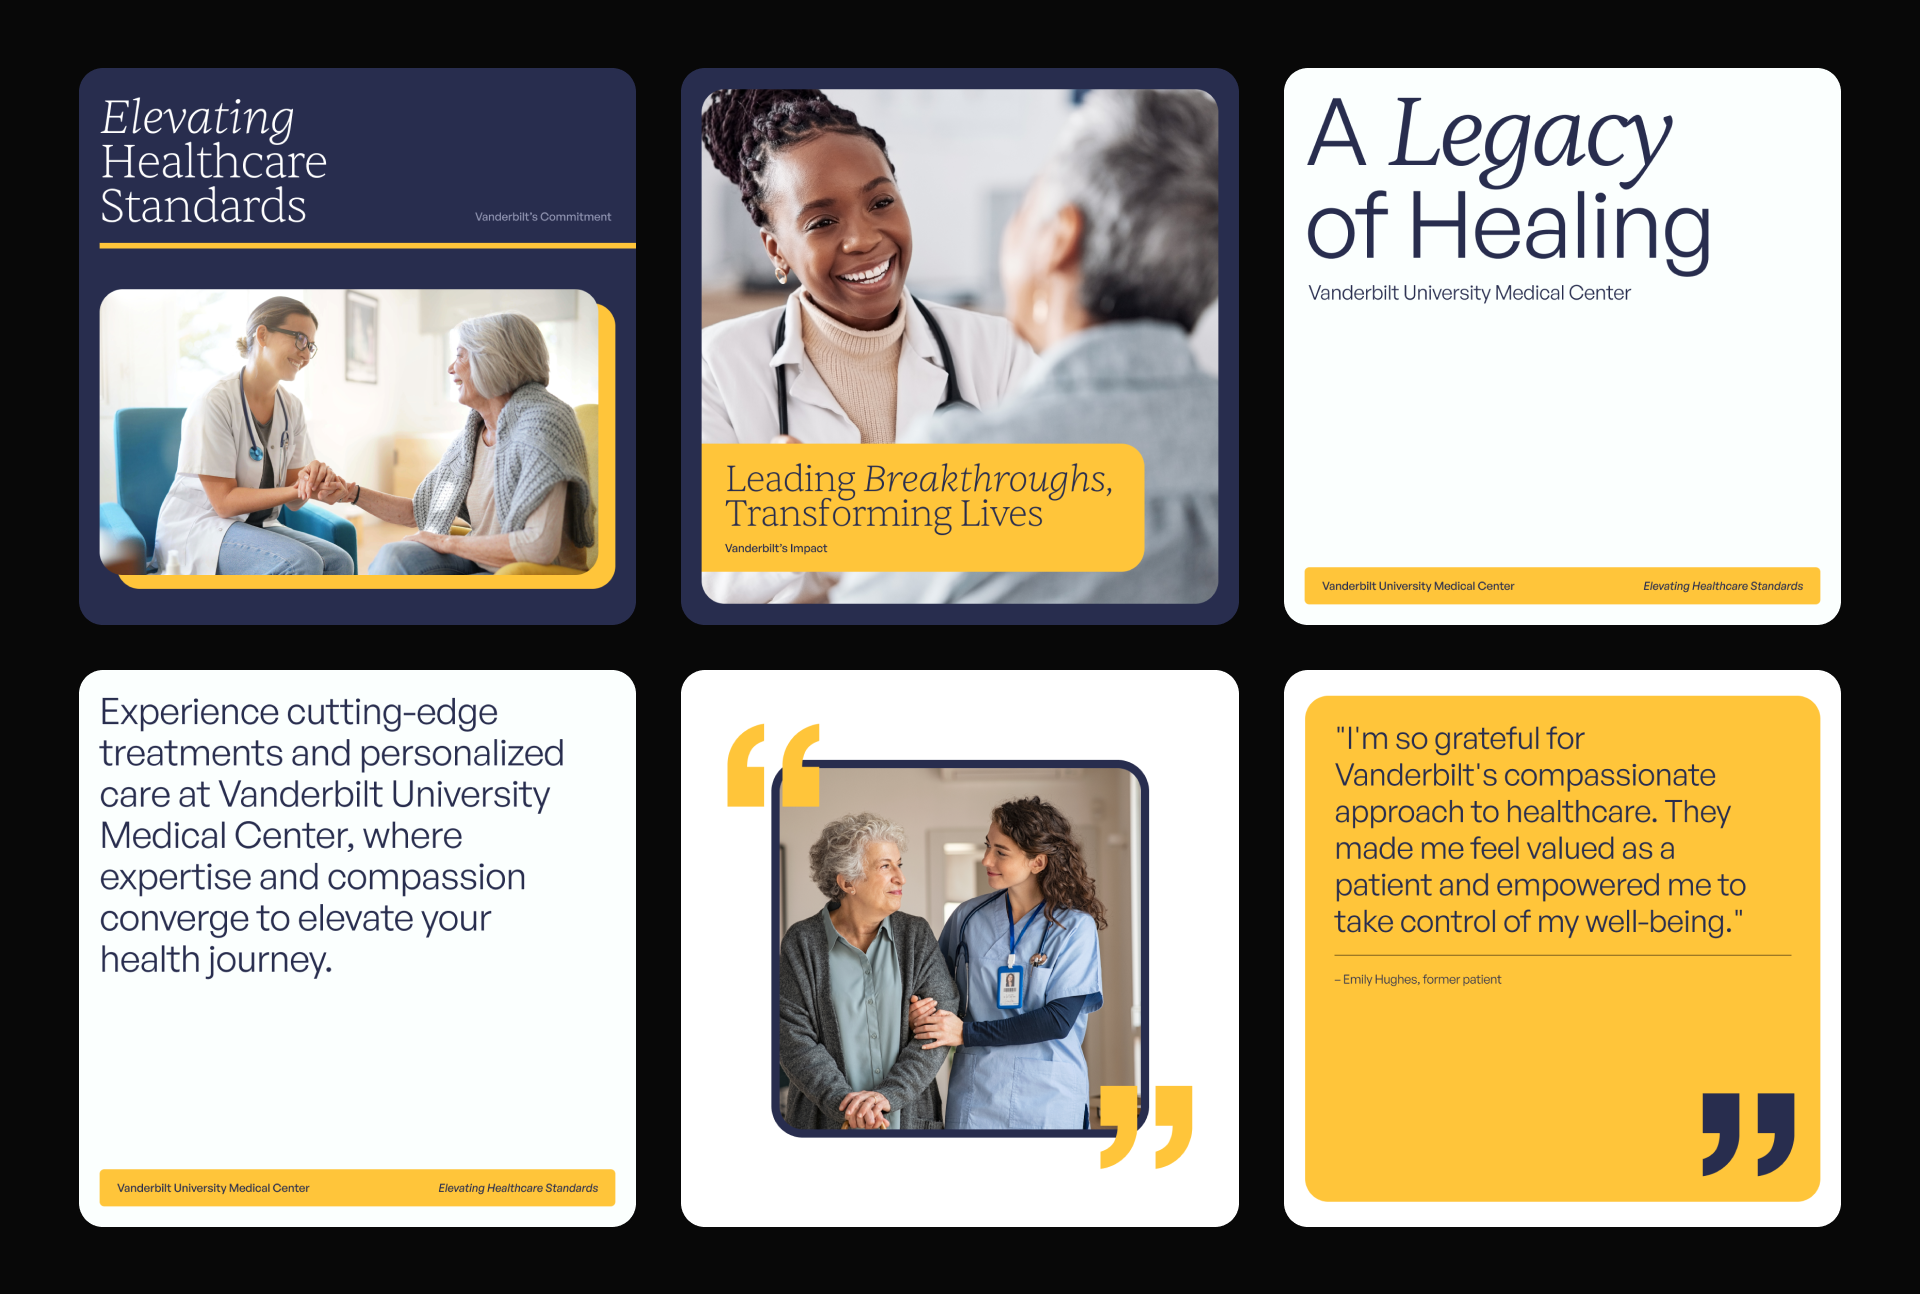 Elevating
Healthcare
Standards
Vanderbilt's Commitment
Leading Breakthroughs,
Transforming Lives
Vanderbilt's Impact
A Legacy
of Healing
Vanderbilt University Medical Center
Vanderbilt University Medical Center
Elevating Healthcare Standards
Experience cutting-edge
treatments and personalized
care at Vanderbilt University
Medical Center, where
expertise and compassion
converge to elevate your
health journey.
Vanderbilt University Medical Center
Elevating Healthcare Standards
“
”
"I'm so grateful for
Vanderbilt's compassionate
approach to healthcare. They
made me feel valued as a
patient and empowered me to
take control of my well-being."
– Emily Hughes, former patient
”